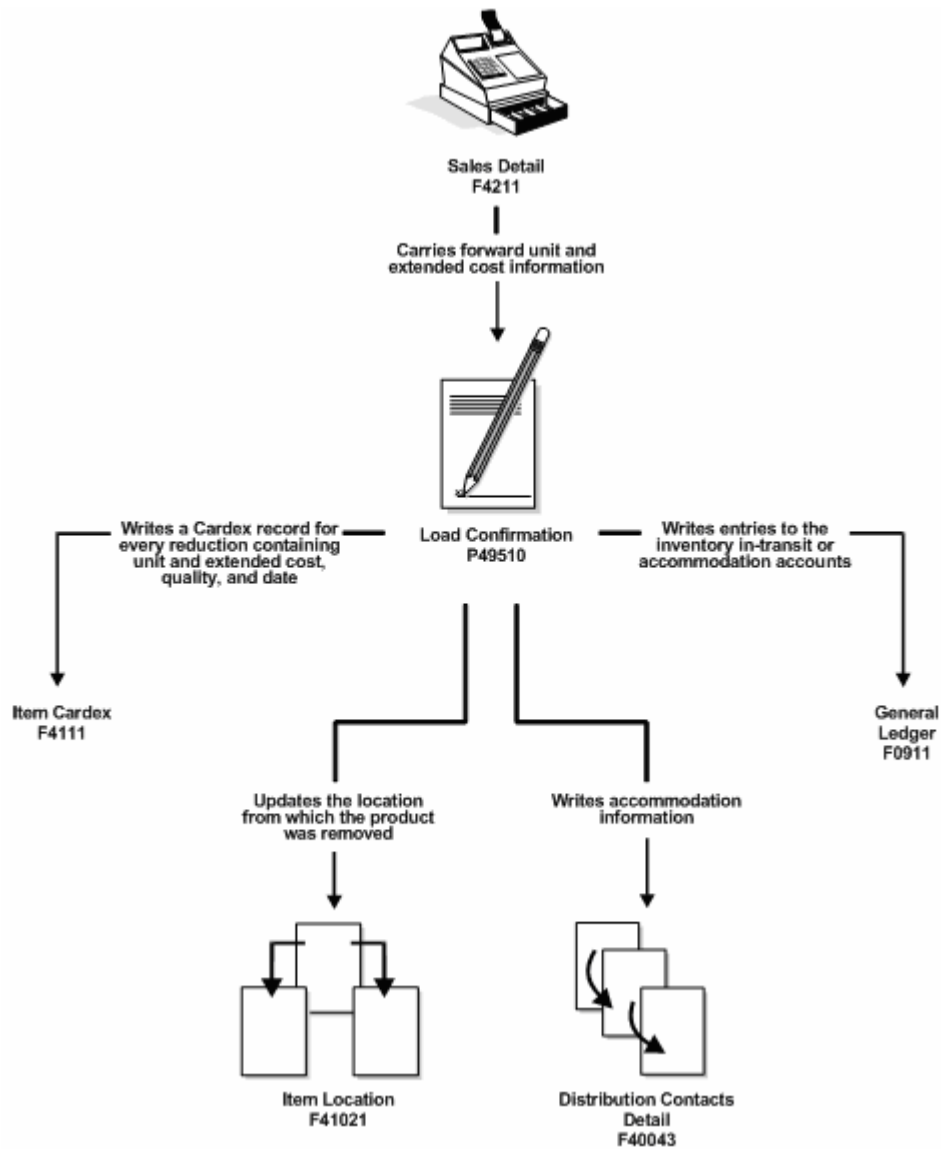 Sales Detail
F4211
Carries forward unit and
extended cost information
Load Confirmation
P49510
Writes a Cardex record for
every reduction containing
unit and extended cost,
quality, and date
Writes entries to the
inventory in-transit or
accommodation accounts
Item Cardex
F4111
General
Ledger
F0911
Updates the location
from which the product
was removed
Writes accommodation
information
Item Location
F41021
Distribution Contacts
Detail
F40043